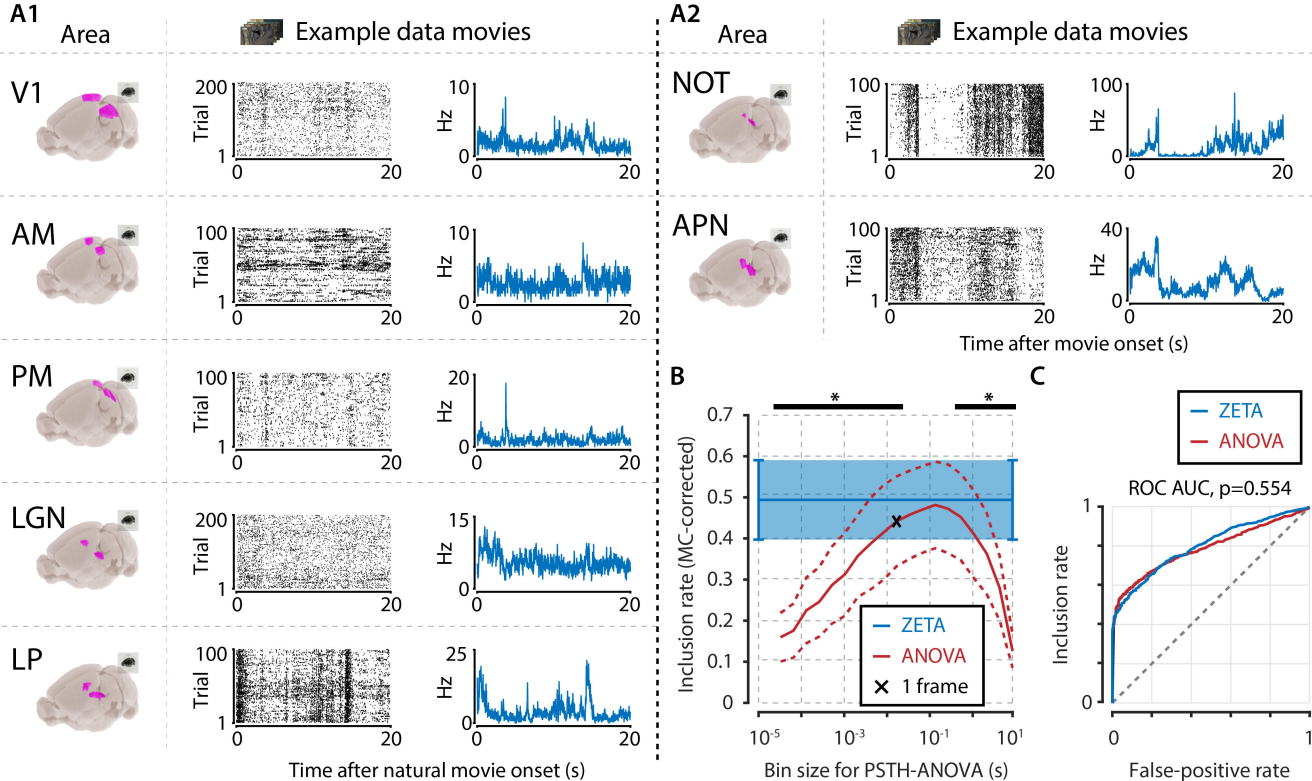 A1
Area
Example data movies
V1
200
Trial
1
0
20
10
Hz
0
0
20
AM
100
Trial
1
0
20
10
Hz
0
0
20
PM
100
Trial
1
0
20
20
Hz
0
0
20
LGN
200
Trial
1
0
20
15
Hz
0
0
20
LP
100
Trial
1
0
20
25
Hz
0
0
20
Time after natural movie onset (s)
A2
Area
Example data movies
NOT
100
Trial
1
0
20
100
Hz
0
0
20
APN
100
Trial
1
0
20
40
Hz
0
0
20
Time after movie onset (s)
B
*
*
0.7
0.6
0.5
0.4
0.3
0.2
0.1
0
Inclusion rate (MC-corrected)
ZETA
ANOVA
1 frame
10-5
10-3
10-1
101
Bin size for PSTH-ANOVA (s)
C
ZETA
ANOVA
ROC AUC, p=0.554
1
Inclusion rate
0
0
1
False-positive rate